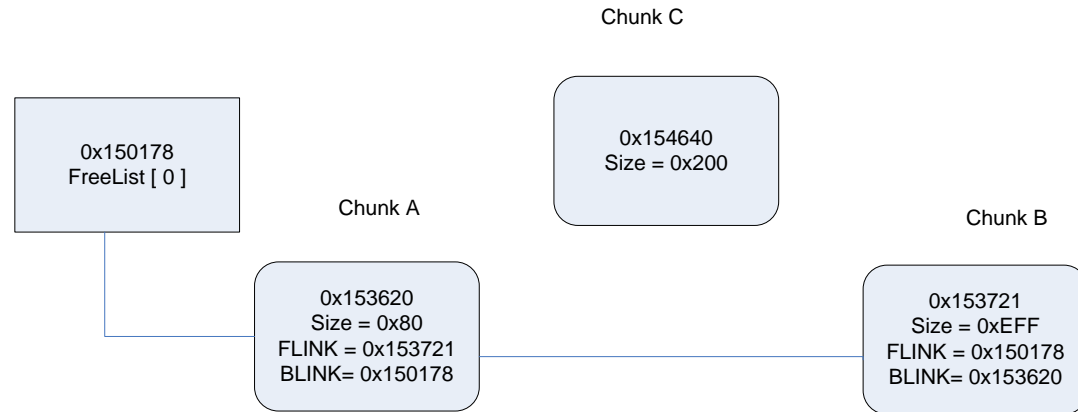 Chunk C
0x154640
Size = 0x200
0x150178
FreeList [ 0 ]
Chunk A
0x153620
Size = 0x80
FLINK = 0x153721
BLINK= 0x150178
Chunk B
0x153721
Size = 0xEFF
FLINK = 0x150178
BLINK= 0x153620